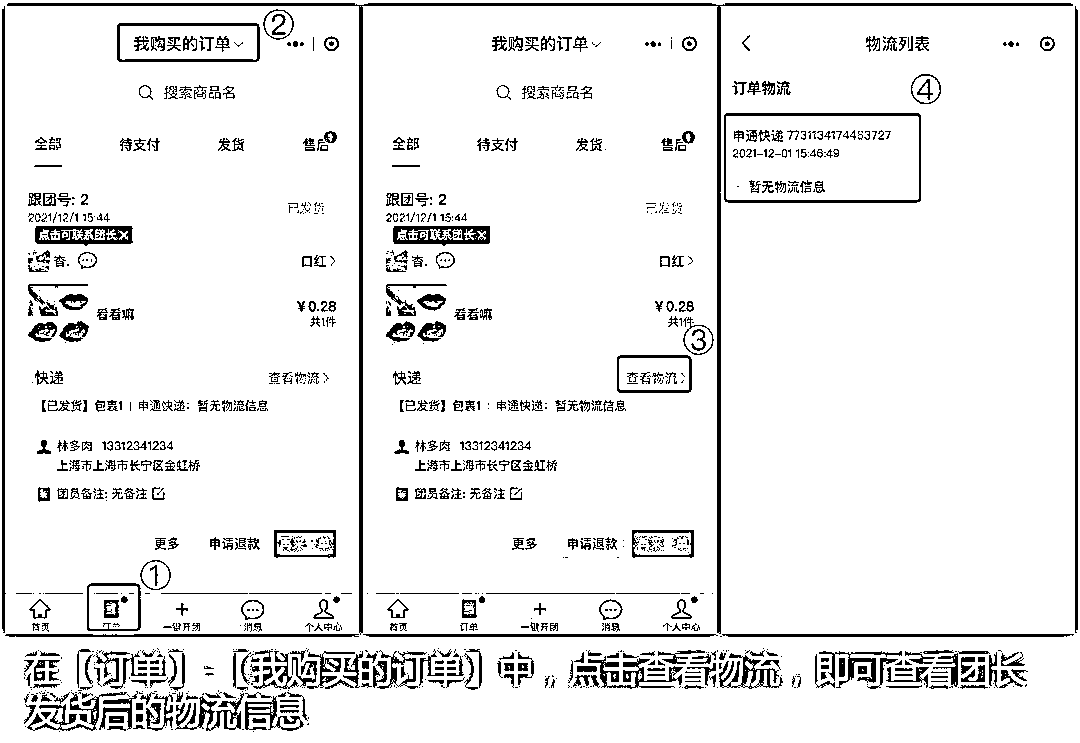 我购买的订单
②
搜索商品名
全部 待支付 发货 售后
跟团号: 2
已发货
2021/12/1 15:44
点击可联系团长
杳.
口红
看看嘛
¥0.28
共1件
快递
查看物流
【已发货】包裹1 | 申通快递: 暂无物流信息
林多肉 13312341234
上海市上海市长宁区金虹桥
团员备注: 无备注
更多 申请退款
①
首页 订单 一键开团 消息 个人中心
我购买的订单
搜索商品名
全部 待支付 发货 售后
跟团号: 2
已发货
2021/12/1 15:44
点击可联系团长
杳.
口红
看看嘛
¥0.28
共1件
③
快递
查看物流
【已发货】包裹1 | 申通快递: 暂无物流信息
林多肉 13312341234
上海市上海市长宁区金虹桥
团员备注: 无备注
更多 申请退款
首页 订单 一键开团 消息 个人中心
物流列表
订单物流
④
申通快递 7731134174463727
2021-12-01 15:46:49
· 暂无物流信息
在【订单】-【我购买的订单】中，点击查看物流，即可查看团长
发货后的物流信息